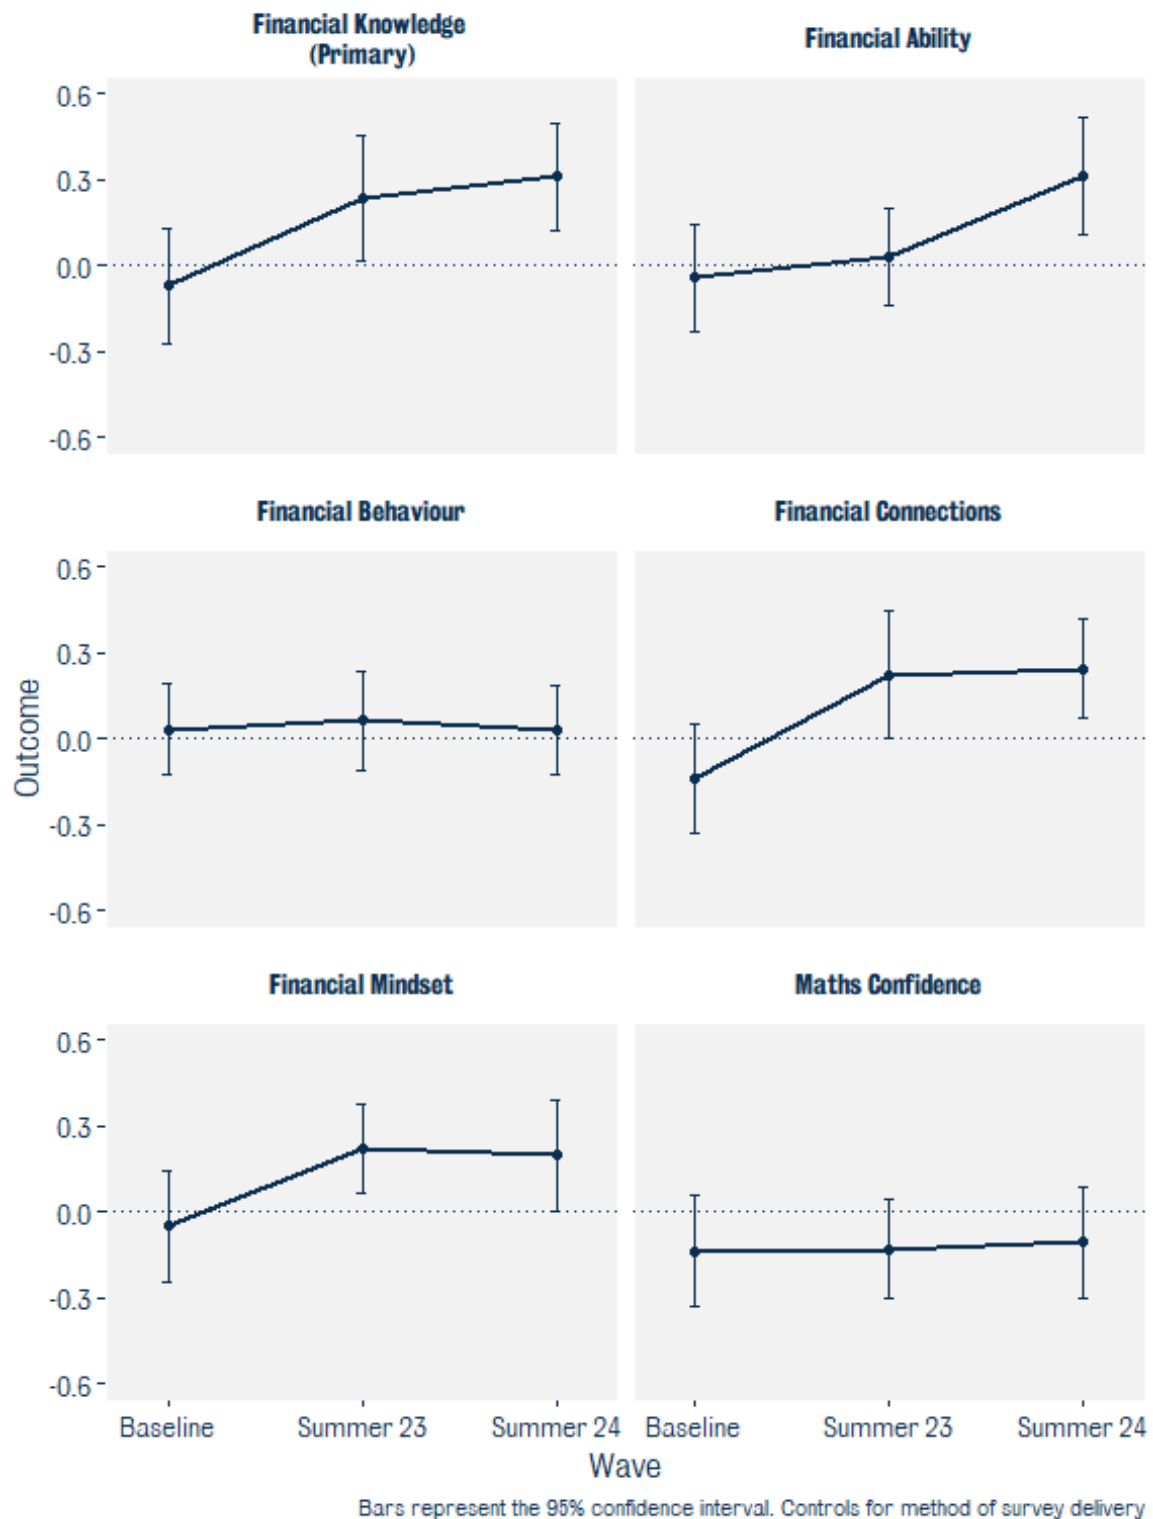 Financial Knowledge
(Primary)
Financial Ability
0.6
0.3
0.0
-0.3
-0.6
Financial Behaviour
Financial Connections
0.6
0.3
0.0
-0.3
-0.6
Outcome
Financial Mindset
Maths Confidence
0.6
0.3
0.0
-0.3
-0.6
Baseline Summer 23 Summer 24 Baseline Summer 23 Summer 24
Wave
Bars represent the 95% confidence interval. Controls for method of survey delivery